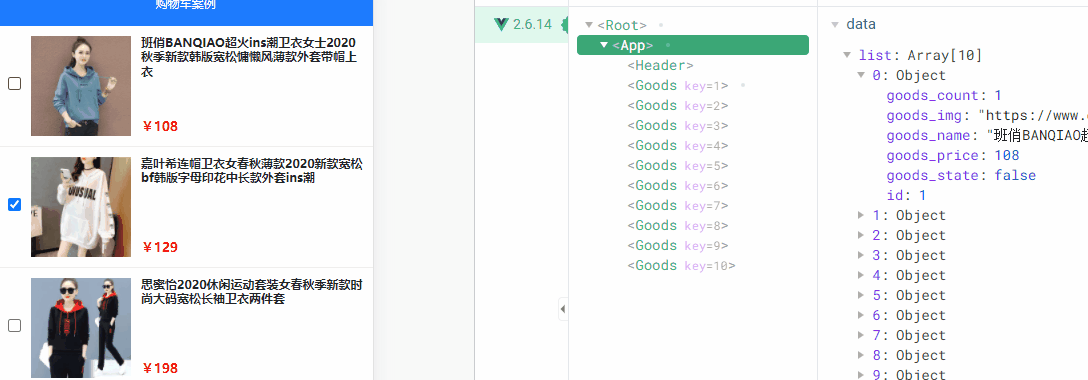 购物车案例
班俏BANQIAO超火ins潮卫衣女士2020
秋季新款韩版宽松慵懒风薄款外套带帽上
衣
￥108
嘉叶希连帽卫衣女春秋薄款2020新款宽松
bf韩版字母印花中长款外套ins潮
￥129
思蜜怡2020休闲运动套装女春秋季新款时
尚大码宽松长袖卫衣两件套
￥198
2.6.14
<Root>
<App>
<Header>
<Goods key=1>
<Goods key=2>
<Goods key=3>
<Goods key=4>
<Goods key=5>
<Goods key=6>
<Goods key=7>
<Goods key=8>
<Goods key=9>
<Goods key=10>
data
list: Array[10]
0: Object
goods_count: 1
goods_img: "https://www.
goods_name: "班俏BANQIAO超
goods_price: 108
goods_state: false
id: 1
1: Object
2: Object
3: Object
4: Object
5: Object
6: Object
7: Object
8: Object
9: Object